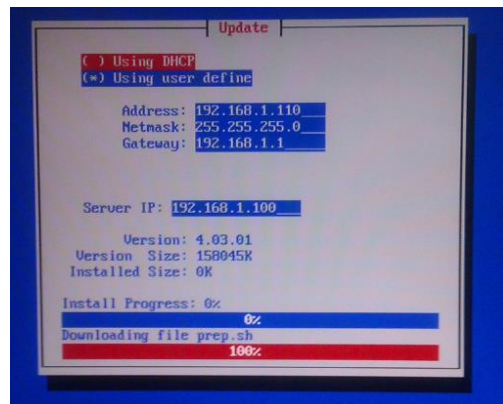 Update
( ) Using DHCP
(*) Using user define
Address: 192.168.1.110
Netmask: 255.255.255.0
Gateway: 192.168.1.1
Server IP: 192.168.1.100
Version: 4.03.01
Version Size: 158045K
Installed Size: 0K
Install Progress: 0%
0%
Downloading file prep.sh
100%